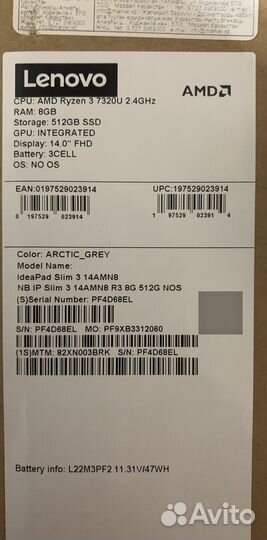 Lenovo
AMD
CPU: AMD Ryzen 3 7320U 2.4GHz
RAM: 8GB
Storage: 512GB SSD
GPU: INTEGRATED
Display: 14.0" FHD
Battery: 3CELL
OS: NO OS
EAN:0197529023914
UPC:197529023914
0 197529 023914
1 97529 02391 4
Color: ARCTIC_GREY
Model Name:
IdeaPad Slim 3 14AMN8
NB IP Slim 3 14AMN8 R3 8G 512G NOS
(S)Serial Number: PF4D68EL
S/N: PF4D68EL MO: PF9XB3312060
(1S)MTM: 82XN003BRK S/N: PF4D68EL
Battery info: L22M3PF2 11.31V/47WH
Avito